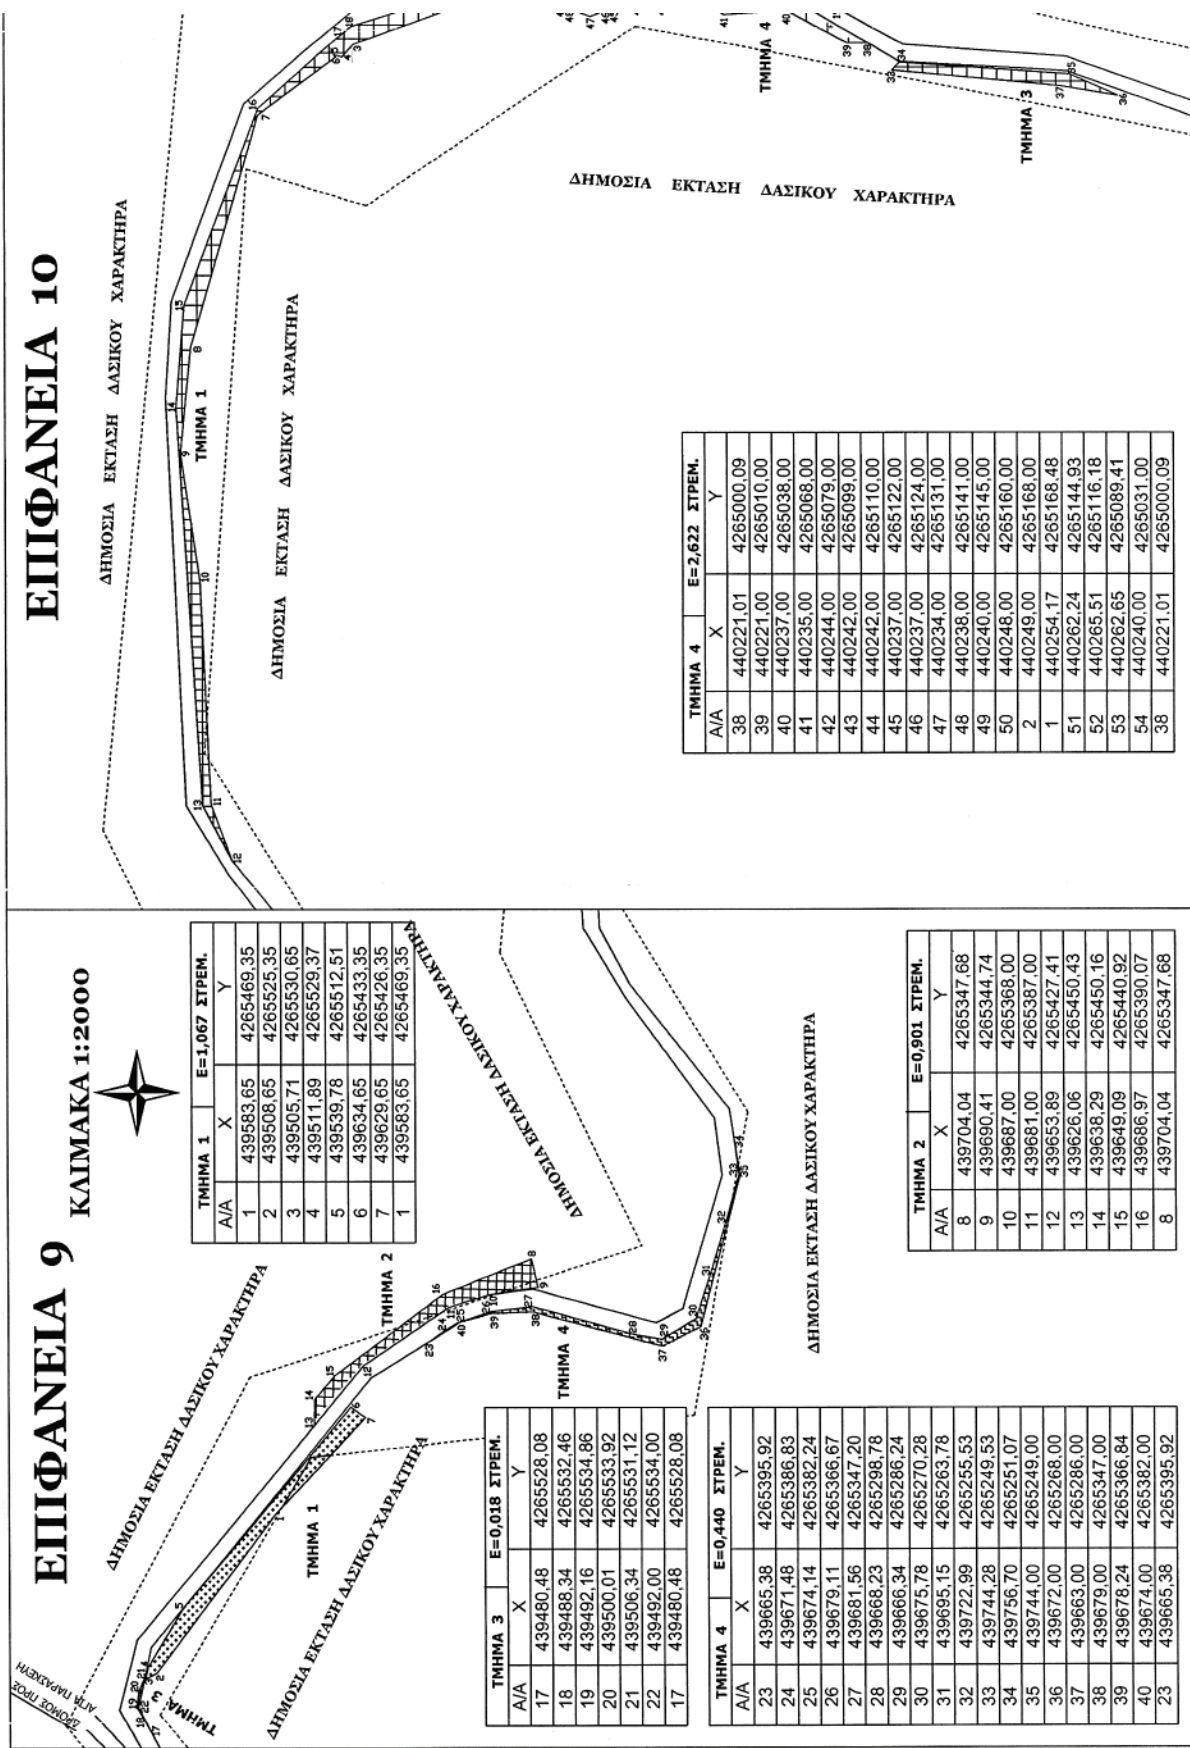 ΕΠΙΦΑΝΕΙΑ 9
ΚΛΙΜΑΚΑ 1:2000
ΔΡΟΜΟΣ ΠΡΟΣ
ΑΓΙΑ ΠΑΡΑΣΚΕΥΗ
ΔΗΜΟΣΙΑ ΕΚΤΑΣΗ ΔΑΣΙΚΟΥ ΧΑΡΑΚΤΗΡΑ
ΔΗΜΟΣΙΑ ΕΚΤΑΣΗ ΔΑΣΙΚΟΥ ΧΑΡΑΚΤΗΡΑ
ΔΗΜΟΣΙΑ ΕΚΤΑΣΗ ΔΑΣΙΚΟΥ ΧΑΡΑΚΤΗΡΑ
ΔΗΜΟΣΙΑ ΕΚΤΑΣΗ ΔΑΣΙΚΟΥ ΧΑΡΑΚΤΗΡΑ
ΤΜΗΜΑ 1
ΤΜΗΜΑ 2
ΤΜΗΜΑ 3
ΤΜΗΜΑ 4
ΤΜΗΜΑ 1 Ε=1,067 ΣΤΡΕΜ.
Α/Α Χ Υ
1 439583,65 4265469,35
2 439508,65 4265525,35
3 439505,71 4265530,65
4 439511,89 4265529,37
5 439539,78 4265512,51
6 439634,65 4265433,35
7 439629,65 4265426,35
1 439583,65 4265469,35
ΤΜΗΜΑ 3 Ε=0,018 ΣΤΡΕΜ.
Α/Α Χ Υ
17 439480,48 4265528,08
18 439488,34 4265532,46
19 439492,16 4265534,86
20 439500,01 4265533,92
21 439506,34 4265531,12
22 439492,00 4265534,00
17 439480,48 4265528,08
ΤΜΗΜΑ 4 Ε=0,440 ΣΤΡΕΜ.
Α/Α Χ Υ
23 439665,38 4265395,92
24 439671,48 4265386,83
25 439674,14 4265382,24
26 439679,11 4265366,67
27 439681,56 4265347,20
28 439668,23 4265298,78
29 439666,34 4265286,24
30 439675,78 4265270,28
31 439695,15 4265263,78
32 439722,99 4265255,53
33 439744,28 4265249,53
34 439756,70 4265251,07
35 439744,00 4265249,00
36 439672,00 4265268,00
37 439663,00 4265286,00
38 439679,00 4265347,00
39 439678,24 4265366,84
40 439674,00 4265382,00
23 439665,38 4265395,92
ΤΜΗΜΑ 2 Ε=0,901 ΣΤΡΕΜ.
Α/Α Χ Υ
8 439704,04 4265347,68
9 439690,41 4265344,74
10 439687,00 4265368,00
11 439681,00 4265387,00
12 439653,89 4265427,41
13 439626,06 4265450,43
14 439638,29 4265450,16
15 439649,09 4265440,92
16 439686,97 4265390,07
8 439704,04 4265347,68
ΕΠΙΦΑΝΕΙΑ 10
ΔΗΜΟΣΙΑ ΕΚΤΑΣΗ ΔΑΣΙΚΟΥ ΧΑΡΑΚΤΗΡΑ
ΔΗΜΟΣΙΑ ΕΚΤΑΣΗ ΔΑΣΙΚΟΥ ΧΑΡΑΚΤΗΡΑ
ΔΗΜΟΣΙΑ ΕΚΤΑΣΗ ΔΑΣΙΚΟΥ ΧΑΡΑΚΤΗΡΑ
ΤΜΗΜΑ 1
ΤΜΗΜΑ 4
ΤΜΗΜΑ 3
ΤΜΗΜΑ 4 Ε=2,622 ΣΤΡΕΜ.
Α/Α Χ Υ
38 440221,01 4265000,09
39 440221,00 4265010,00
40 440237,00 4265038,00
41 440235,00 4265068,00
42 440244,00 4265079,00
43 440242,00 4265099,00
44 440242,00 4265110,00
45 440237,00 4265122,00
46 440237,00 4265124,00
47 440234,00 4265131,00
48 440238,00 4265141,00
49 440240,00 4265145,00
50 440248,00 4265160,00
2 440249,00 4265168,00
1 440254,17 4265168,48
51 440262,24 4265144,93
52 440265,51 4265116,18
53 440262,65 4265089,41
54 440240,00 4265031,00
38 440221,01 4265000,09